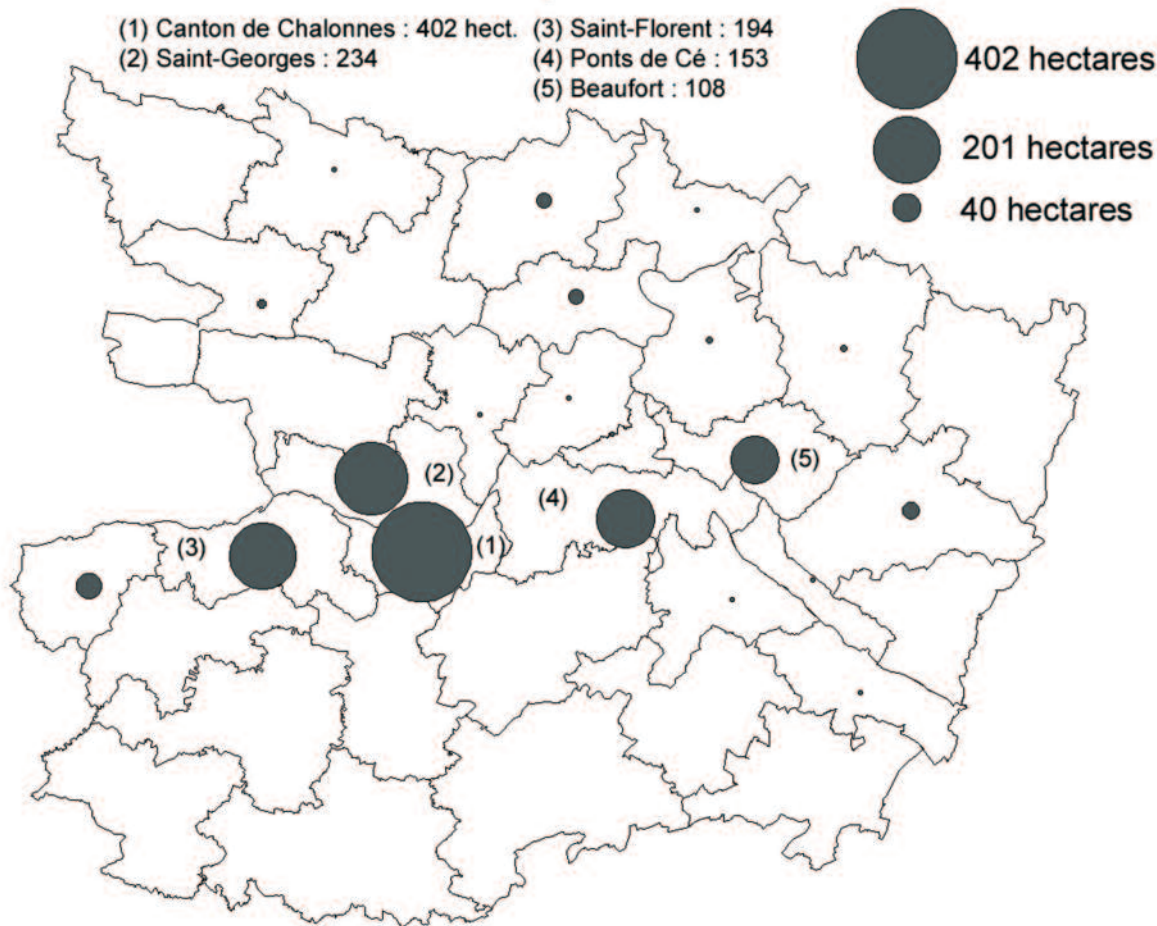 (1) Canton de Chalonnes : 402 hect.
(2) Saint-Georges : 234
(3) Saint-Florent : 194
(4) Ponts de Cé : 153
(5) Beaufort : 108
402 hectares
201 hectares
40 hectares
(2)
(5)
(4)
(3)
(1)